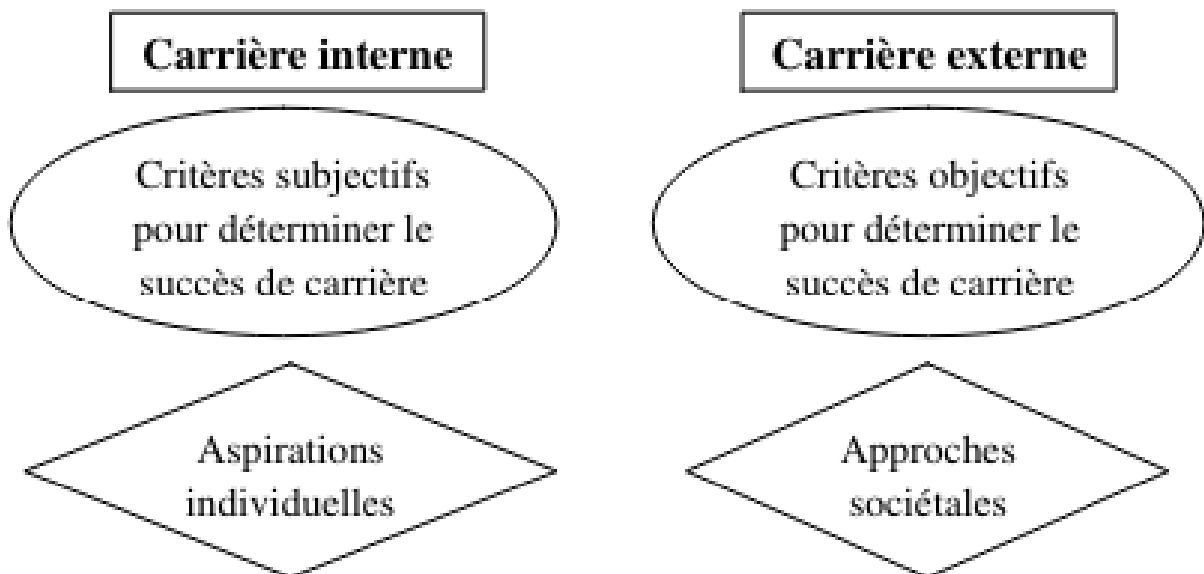 Carrière interne
Critères subjectifs
pour déterminer le
succès de carrière
Aspirations
individuelles
Carrière externe
Critères objectifs
pour déterminer le
succès de carrière
Approches
sociétales